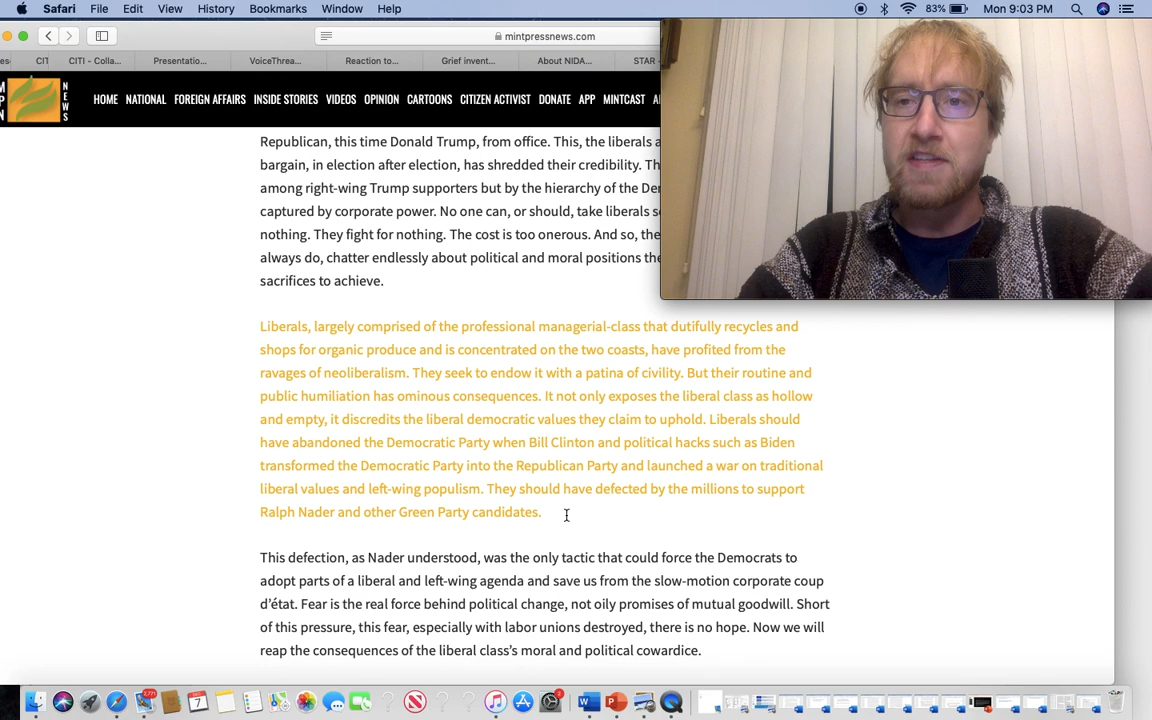 Safari File Edit View History Bookmarks Window Help 83% Mon 9:03 PM
mintpressnews.com
es CIT CITI - Colla... Presentatio... VoiceThrea... Reaction to... Grief invent... About NIDA... STAR -
M P N NEWS HOME NATIONAL FOREIGN AFFAIRS INSIDE STORIES VIDEOS OPINION CARTOONS CITIZEN ACTIVIST DONATE APP MINTCAST
Republican, this time Donald Trump, from office. This, the liberals a
bargain, in election after election, has shredded their credibility. Th
among right-wing Trump supporters but by the hierarchy of the De
captured by corporate power. No one can, or should, take liberals s
nothing. They fight for nothing. The cost is too onerous. And so, the
always do, chatter endlessly about political and moral positions the
sacrifices to achieve.
Liberals, largely comprised of the professional managerial-class that dutifully recycles and
shops for organic produce and is concentrated on the two coasts, have profited from the
ravages of neoliberalism. They seek to endow it with a patina of civility. But their routine and
public humiliation has ominous consequences. It not only exposes the liberal class as hollow
and empty, it discredits the liberal democratic values they claim to uphold. Liberals should
have abandoned the Democratic Party when Bill Clinton and political hacks such as Biden
transformed the Democratic Party into the Republican Party and launched a war on traditional
liberal values and left-wing populism. They should have defected by the millions to support
Ralph Nader and other Green Party candidates.
This defection, as Nader understood, was the only tactic that could force the Democrats to
adopt parts of a liberal and left-wing agenda and save us from the slow-motion corporate coup
d'état. Fear is the real force behind political change, not oily promises of mutual goodwill. Short
of this pressure, this fear, especially with labor unions destroyed, there is no hope. Now we will
reap the consequences of the liberal class's moral and political cowardice.